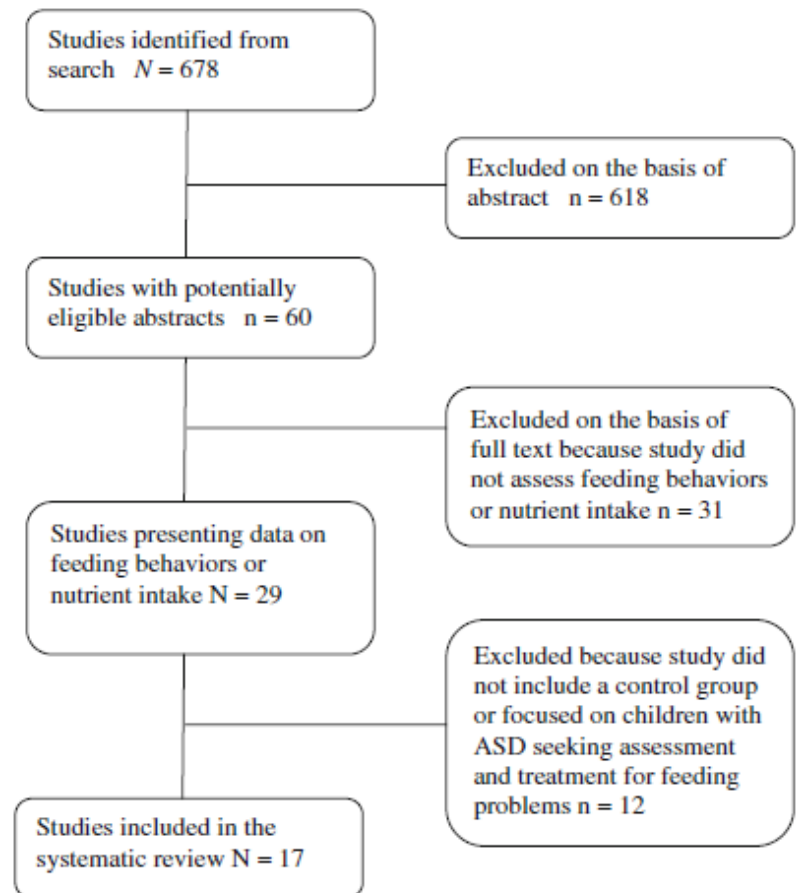 Studies identified from
search N = 678
Excluded on the basis of
abstract n = 618
Studies with potentially
eligible abstracts n = 60
Excluded on the basis of
full text because study did
not assess feeding behaviors
or nutrient intake n = 31
Studies presenting data on
feeding behaviors or
nutrient intake N = 29
Excluded because study did
not include a control group
or focused on children with
ASD seeking assessment
and treatment for feeding
problems n = 12
Studies included in the
systematic review N = 17